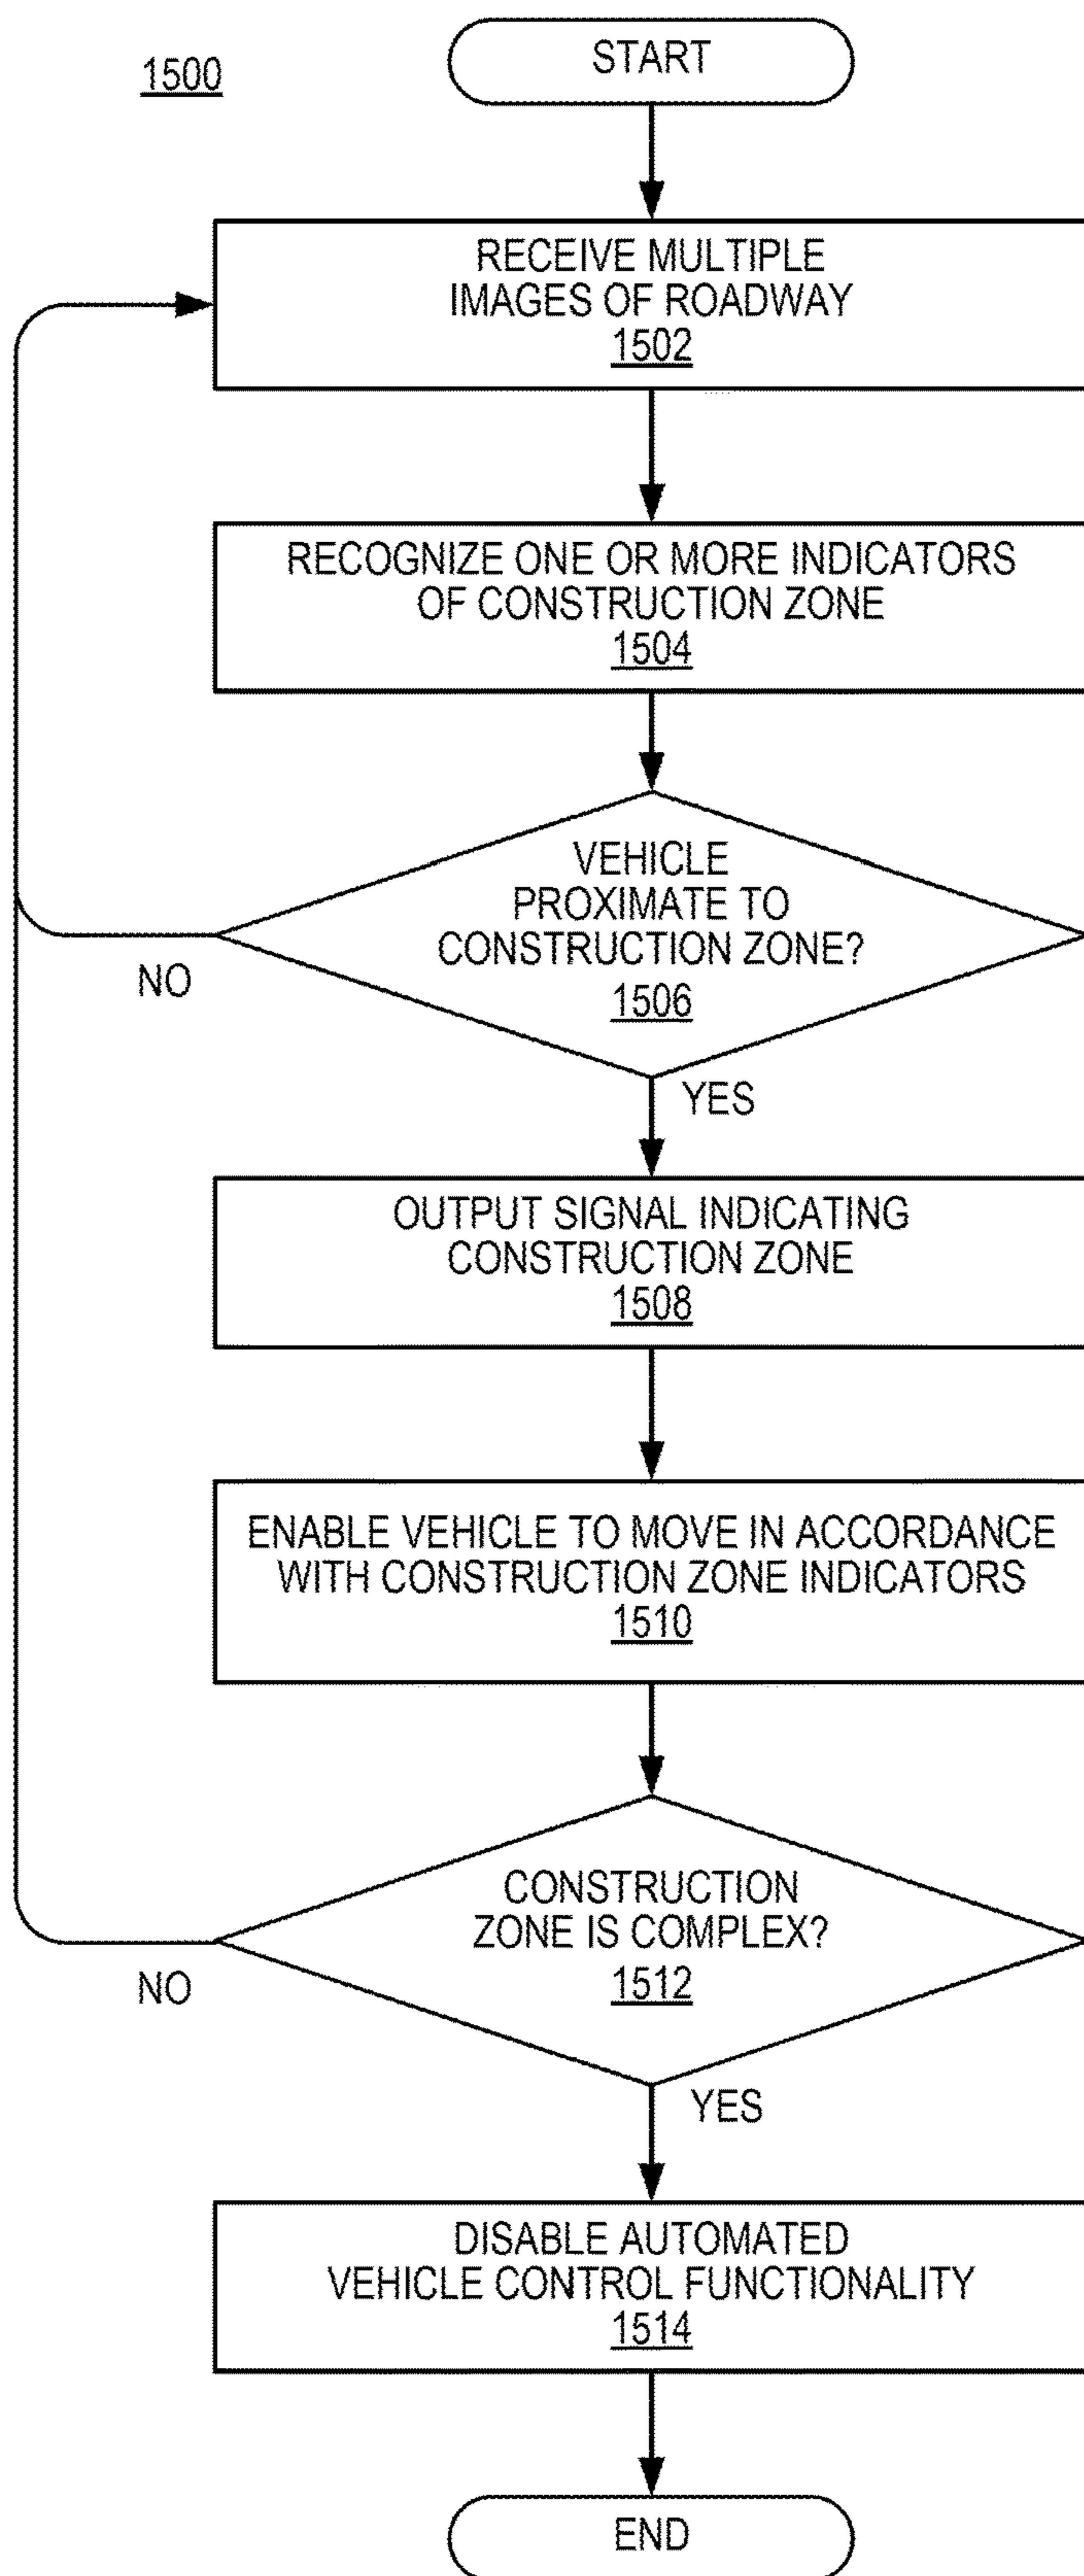 1500
START
RECEIVE MULTIPLE
IMAGES OF ROADWAY
1502
RECOGNIZE ONE OR MORE INDICATORS
OF CONSTRUCTION ZONE
1504
VEHICLE
PROXIMATE TO
CONSTRUCTION ZONE?
1506
NO
YES
OUTPUT SIGNAL INDICATING
CONSTRUCTION ZONE
1508
ENABLE VEHICLE TO MOVE IN ACCORDANCE
WITH CONSTRUCTION ZONE INDICATORS
1510
CONSTRUCTION
ZONE IS COMPLEX?
1512
NO
YES
DISABLE AUTOMATED
VEHICLE CONTROL FUNCTIONALITY
1514
END